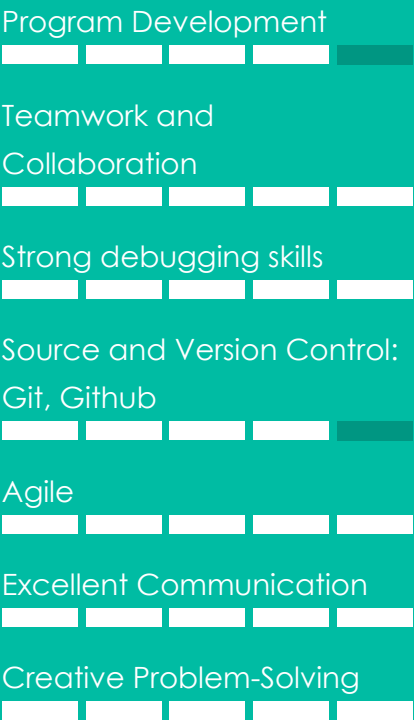 Program Development
Teamwork and
Collaboration
Strong debugging skills
Source and Version Control:
Git, Github
Agile
Excellent Communication
Creative Problem-Solving